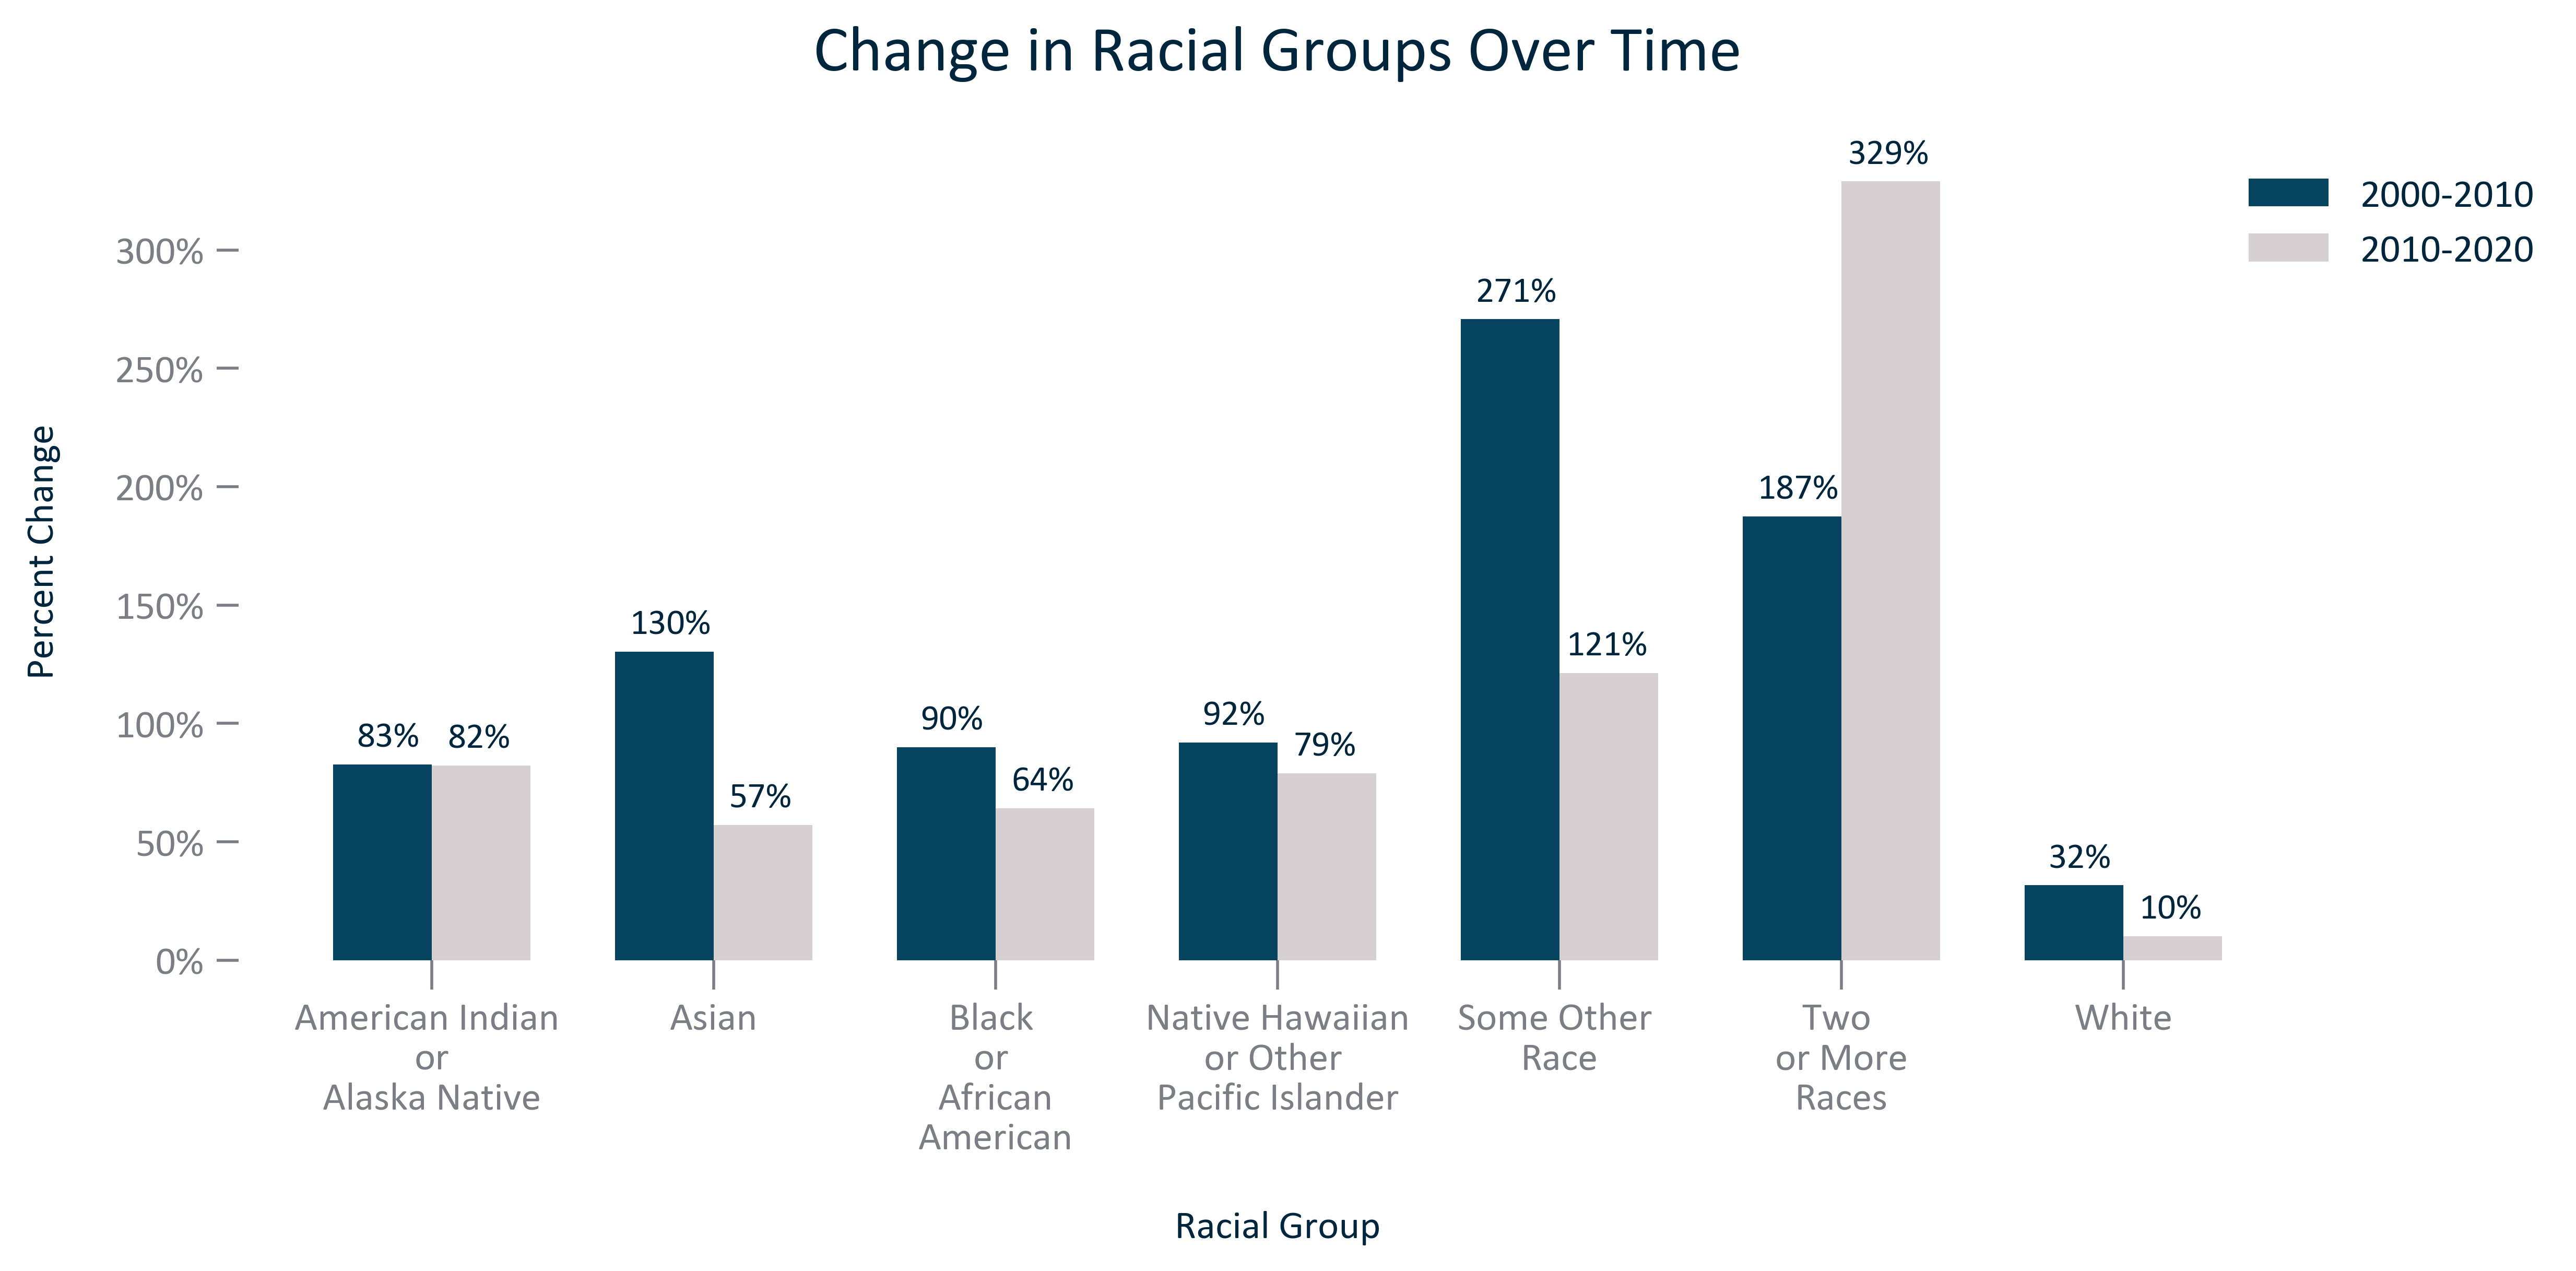 Change in Racial Groups Over Time
329%
2000-2010
2010-2020
300%
271%
250%
200%
187%
150%
130%
121%
100%
92%
90%
83% 82%
79%
64%
57%
50%
32%
10%
0%
Percent Change
American Indian
or
Alaska Native
Asian
Black
or
African
American
Native Hawaiian
or Other
Pacific Islander
Some Other
Race
Two
or More
Races
White
Racial Group